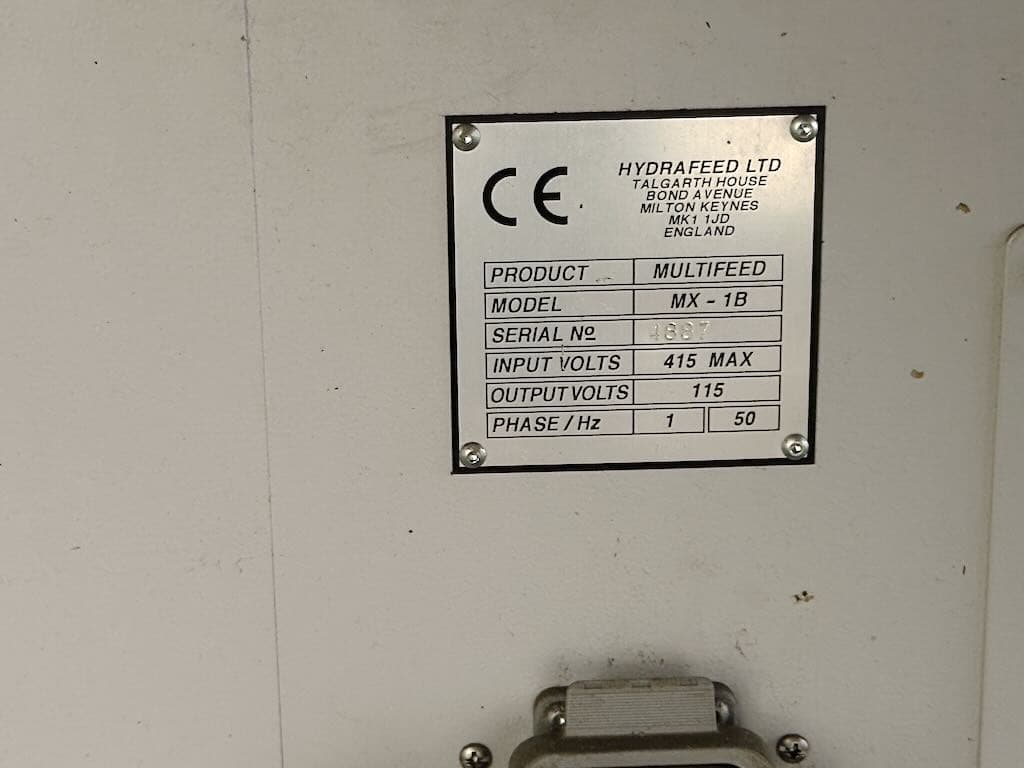 CE
HYDRAFEED LTD
TALGARTH HOUSE
BOND AVENUE
MILTON KEYNES
MK1 1JD
ENGLAND
PRODUCT MULTIFEED
MODEL MX - 1B
SERIAL Nº 4887
INPUT VOLTS 415 MAX
OUTPUT VOLTS 115
PHASE / Hz 1 50